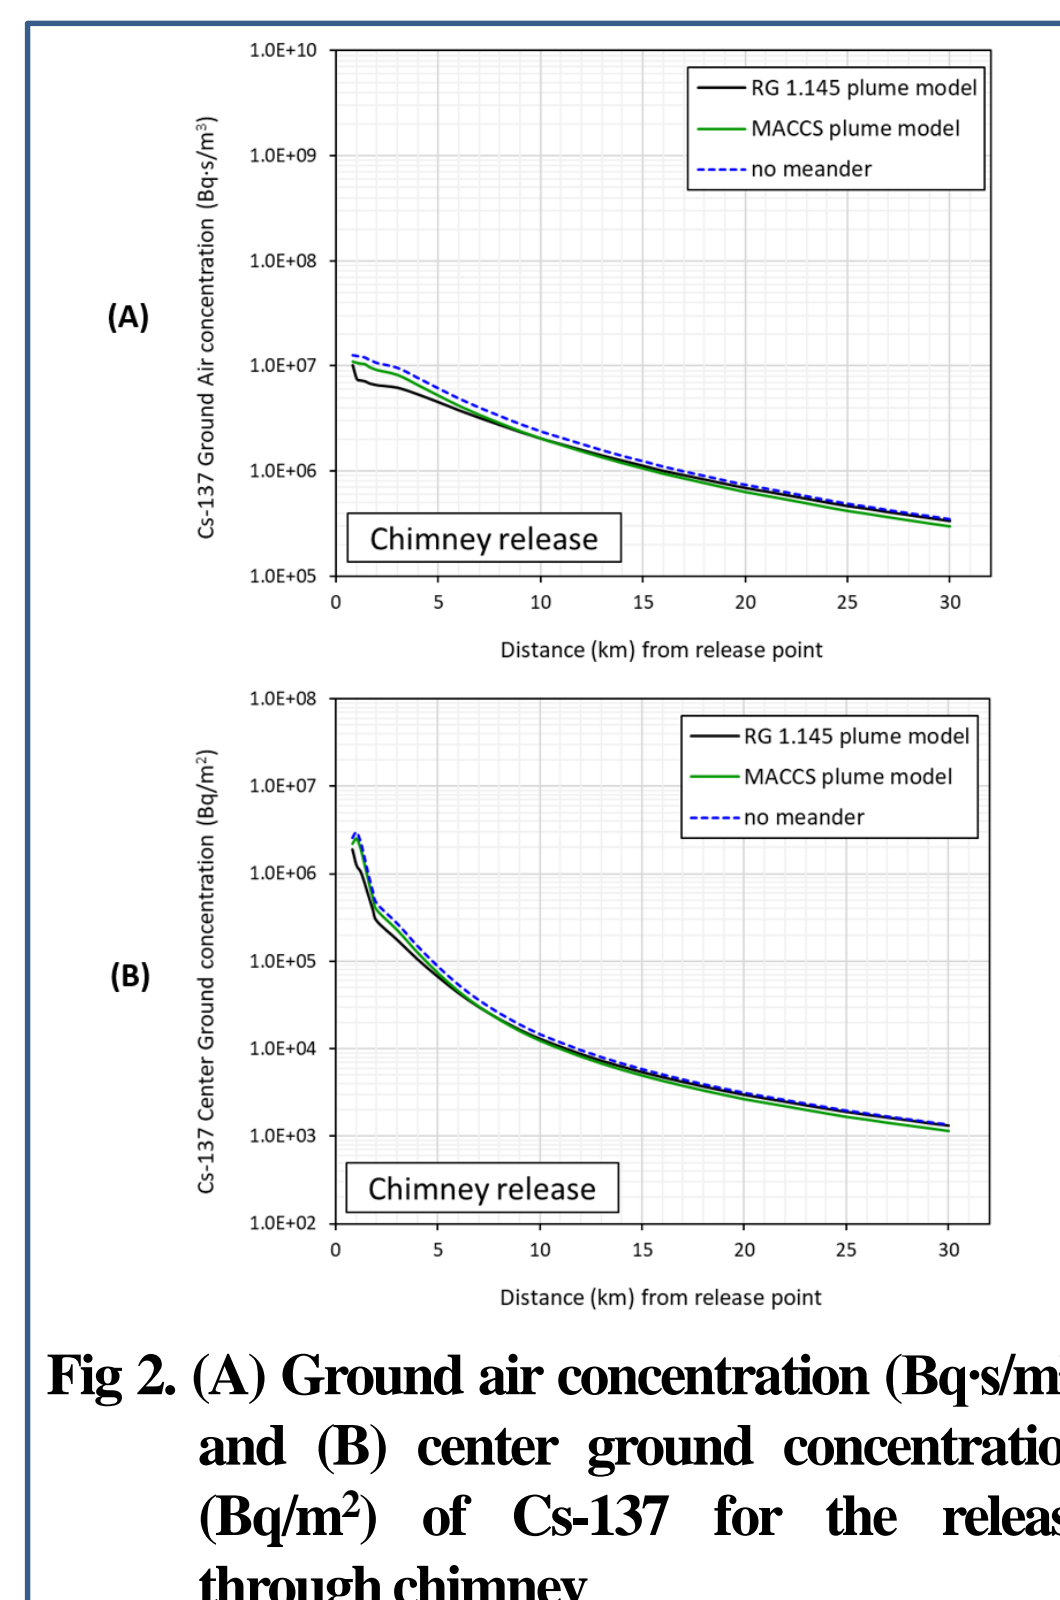 1.0E+10
RG 1.145 plume model
MACCS plume model
no meander
1.0E+09
1.0E+08
(A)
Cs-137 Ground Air concentration (Bq·s/m³)
1.0E+07
1.0E+06
Chimney release
1.0E+05
0 5 10 15 20 25 30
Distance (km) from release point
1.0E+08
RG 1.145 plume model
MACCS plume model
no meander
1.0E+07
1.0E+06
(B)
Cs-137 Center Ground concentration (Bq/m²)
1.0E+05
1.0E+04
1.0E+03
Chimney release
1.0E+02
0 5 10 15 20 25 30
Distance (km) from release point
Fig 2. (A) Ground air concentration (Bq·s/m
and (B) center ground concentratio
(Bq/m²) of Cs-137 for the releas
through chimney